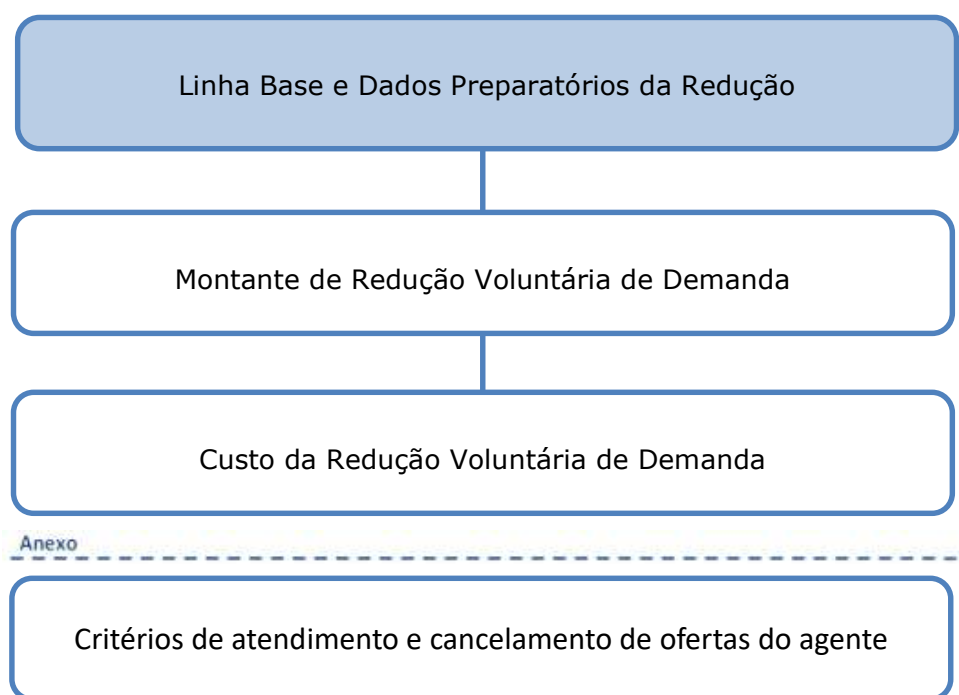 Linha Base e Dados Preparatórios da Redução
Montante de Redução Voluntária de Demanda
Custo da Redução Voluntária de Demanda
Anexo
Critérios de atendimento e cancelamento de ofertas do agente